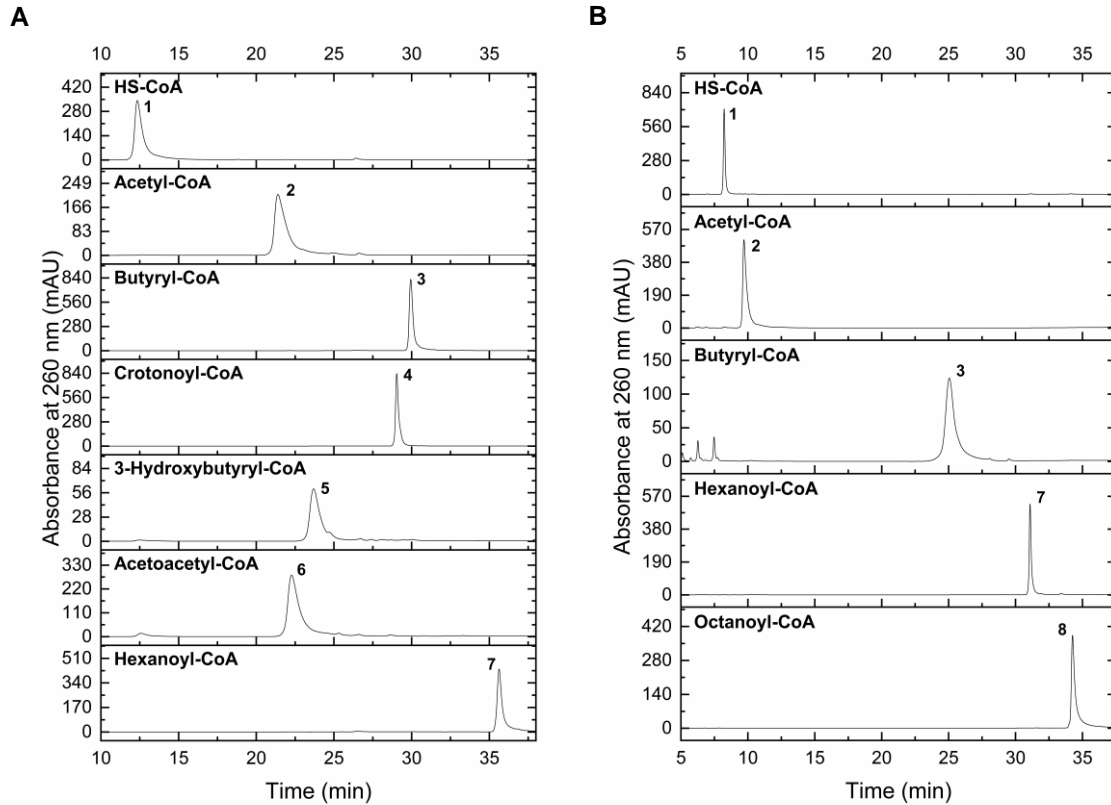 A
10 15 20 25 30 35
HS-CoA
1
420
280
140
0
Acetyl-CoA
2
249
166
83
0
Butyryl-CoA
3
840
560
280
0
Crotonoyl-CoA
4
840
560
280
0
3-Hydroxybutyryl-CoA
5
84
56
28
0
Acetoacetyl-CoA
6
330
220
110
0
Hexanoyl-CoA
7
510
340
170
0
10 15 20 25 30 35
Time (min)
Absorbance at 260 nm (mAU)
B
5 10 15 20 25 30 35
HS-CoA
1
840
560
280
0
Acetyl-CoA
2
570
380
190
0
Butyryl-CoA
3
150
100
50
0
Hexanoyl-CoA
7
570
380
190
0
Octanoyl-CoA
8
420
280
140
0
5 10 15 20 25 30 35
Time (min)
Absorbance at 260 nm (mAU)